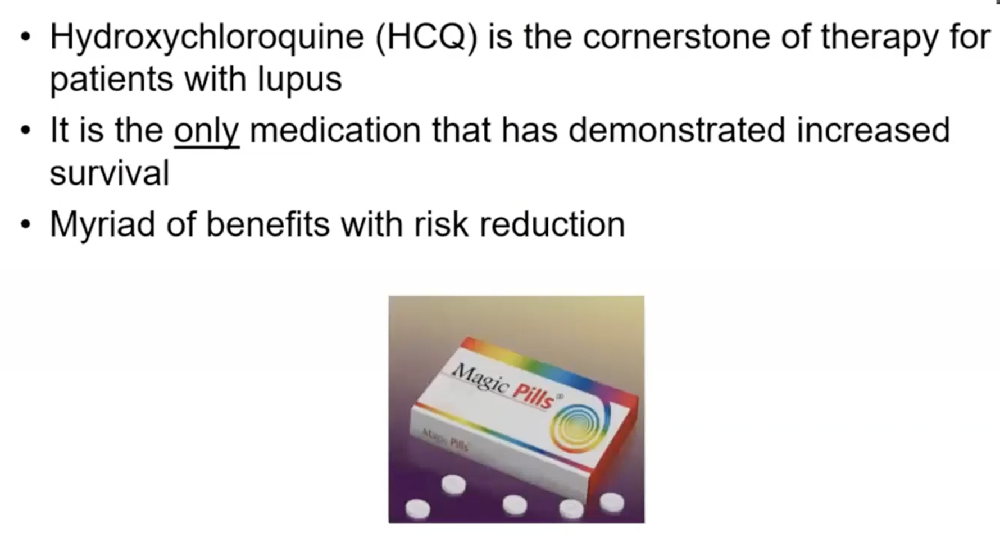 • Hydroxychloroquine (HCQ) is the cornerstone of therapy for
patients with lupus
• It is the only medication that has demonstrated increased
survival
• Myriad of benefits with risk reduction
Magic Pills®
Magic Pills